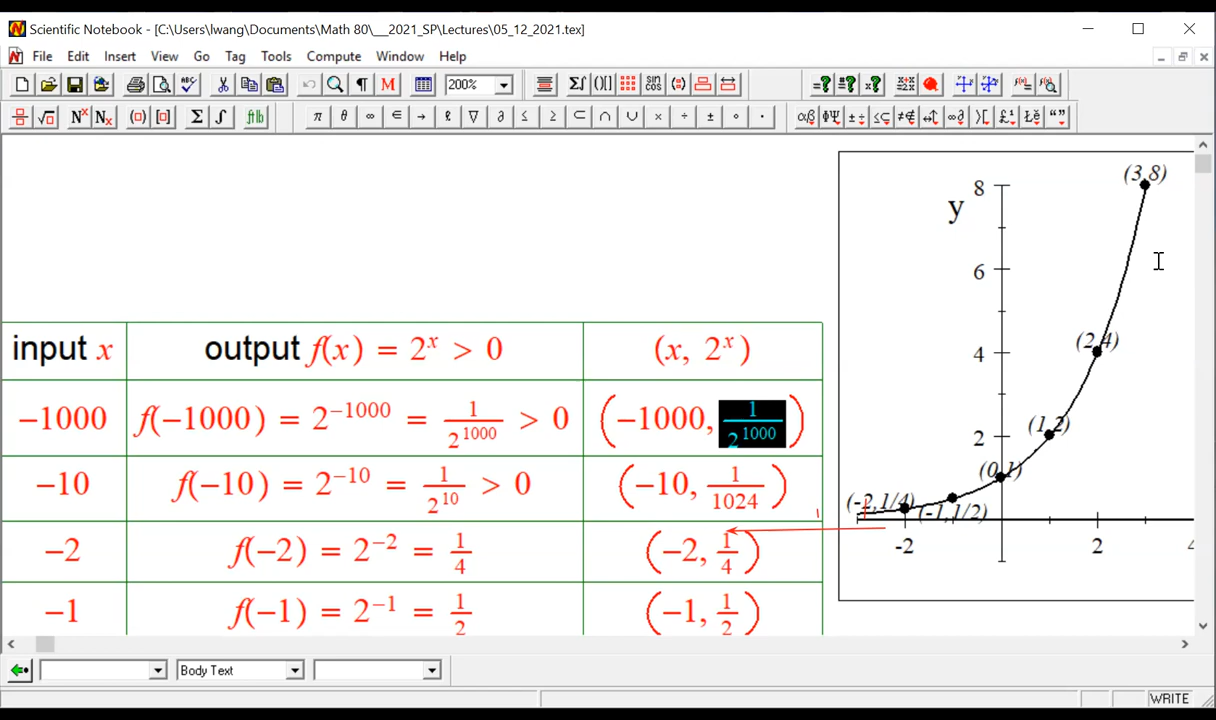 Scientific Notebook - [C:\Users\lwang\Documents\Math 80\__2021_SP\Lectures\05_12_2021.tex]
File Edit Insert View Go Tag Tools Compute Window Help
200%
input x output f(x) = 2^x > 0 (x, 2^x)
-1000 f(-1000) = 2^-1000 = 1/2^1000 > 0 (-1000, 1/2^1000)
-10 f(-10) = 2^-10 = 1/2^10 > 0 (-10, 1/1024)
-2 f(-2) = 2^-2 = 1/4 (-2, 1/4)
-1 f(-1) = 2^-1 = 1/2 (-1, 1/2)
(3,8)
8
y
6
(2,4)
4
(1,2)
2
(0,1)
(-2,1/4) (-1,1/2)
-2 2 4
Body Text
WRITE